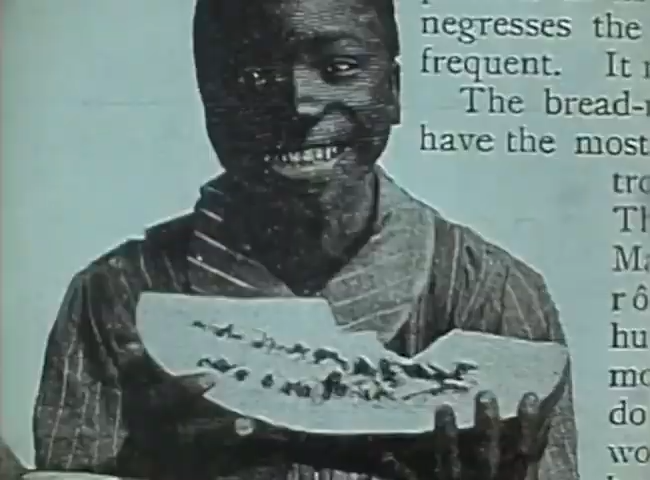 negresses the
frequent. It
The bread-
have the most
tro
Th
Ma
rô
hu
mo
do
wo